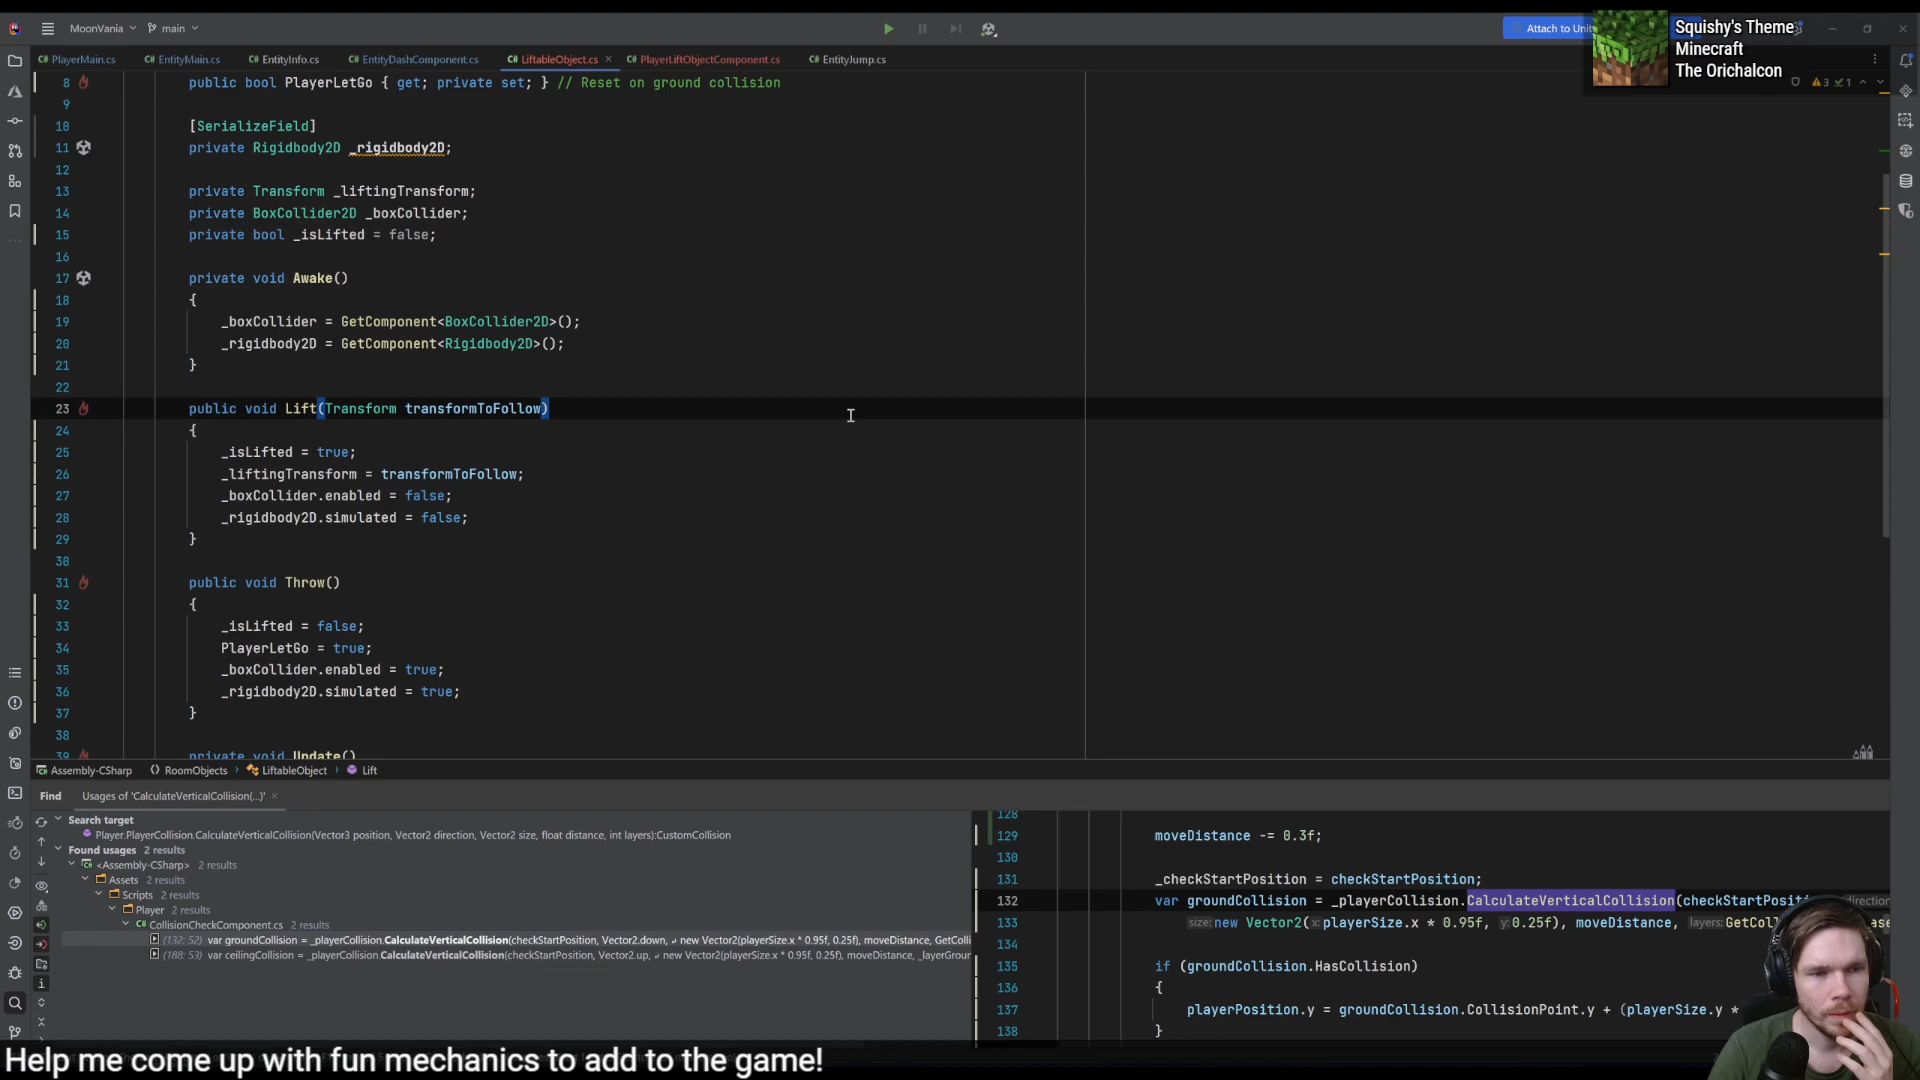 MoonVania
main
Attach to Unit
Squishy's Theme
Minecraft
The Orichalcon
PlayerMain.cs
EntityMain.cs
EntityInfo.cs
EntityDashComponent.cs
LiftableObject.cs
PlayerLiftObjectComponent.cs
EntityJump.cs
3 1
8 public bool PlayerLetGo { get; private set; } // Reset on ground collision
9
10 [SerializeField]
11 private Rigidbody2D _rigidbody2D;
12
13 private Transform _liftingTransform;
14 private BoxCollider2D _boxCollider;
15 private bool _isLifted = false;
16
17 private void Awake()
18 {
19 _boxCollider = GetComponent<BoxCollider2D>();
20 _rigidbody2D = GetComponent<Rigidbody2D>();
21 }
22
23 public void Lift(Transform transformToFollow)
24 {
25 _isLifted = true;
26 _liftingTransform = transformToFollow;
27 _boxCollider.enabled = false;
28 _rigidbody2D.simulated = false;
29 }
30
31 public void Throw()
32 {
33 _isLifted = false;
34 PlayerLetGo = true;
35 _boxCollider.enabled = true;
36 _rigidbody2D.simulated = true;
37 }
38
39 private void Update()
Assembly-CSharp RoomObjects LiftableObject Lift
Find Usages of 'CalculateVerticalCollision(...)'
Search target
Player.PlayerCollision.CalculateVerticalCollision(Vector3 position, Vector2 direction, Vector2 size, float distance, int layers):CustomCollision
Found usages 2 results
<Assembly-CSharp> 2 results
Assets 2 results
Scripts 2 results
Player 2 results
CollisionCheckComponent.cs 2 results
(132: 52) var groundCollision = _playerCollision.CalculateVerticalCollision(checkStartPosition, Vector2.down, new Vector2(playerSize.x * 0.95f, 0.25f), moveDistance, GetColli
(188: 53) var ceilingCollision = _playerCollision.CalculateVerticalCollision(checkStartPosition, Vector2.up, new Vector2(playerSize.x * 0.95f, 0.25f), moveDistance, _layerGroun
128
129 moveDistance -= 0.3f;
130
131 _checkStartPosition = checkStartPosition;
132 var groundCollision = _playerCollision.CalculateVerticalCollision(checkStartPositi direction
133 size: new Vector2(x: playerSize.x * 0.95f, y: 0.25f), moveDistance, layers: GetColl
134
135 if (groundCollision.HasCollision)
136 {
137 playerPosition.y = groundCollision.CollisionPoint.y + (playerSize.y *
138 }
Help me come up with fun mechanics to add to the game!